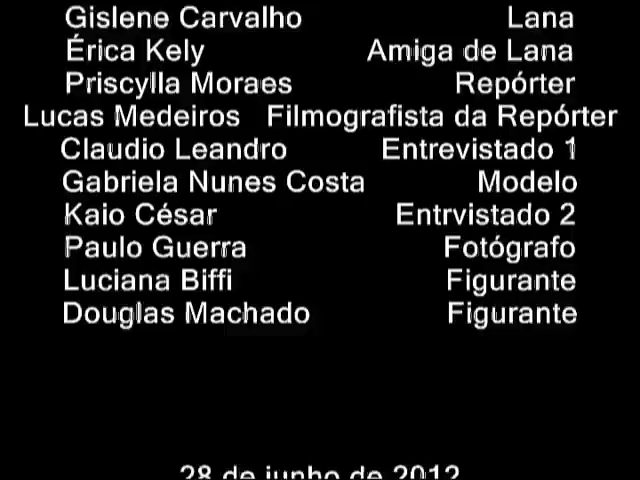 Gislene Carvalho Lana
Érica Kely Amiga de Lana
Priscylla Moraes Repórter
Lucas Medeiros Filmografista da Repórter
Claudio Leandro Entrevistado 1
Gabriela Nunes Costa Modelo
Kaio César Entrvistado 2
Paulo Guerra Fotógrafo
Luciana Biffi Figurante
Douglas Machado Figurante
28 de junho de 2012